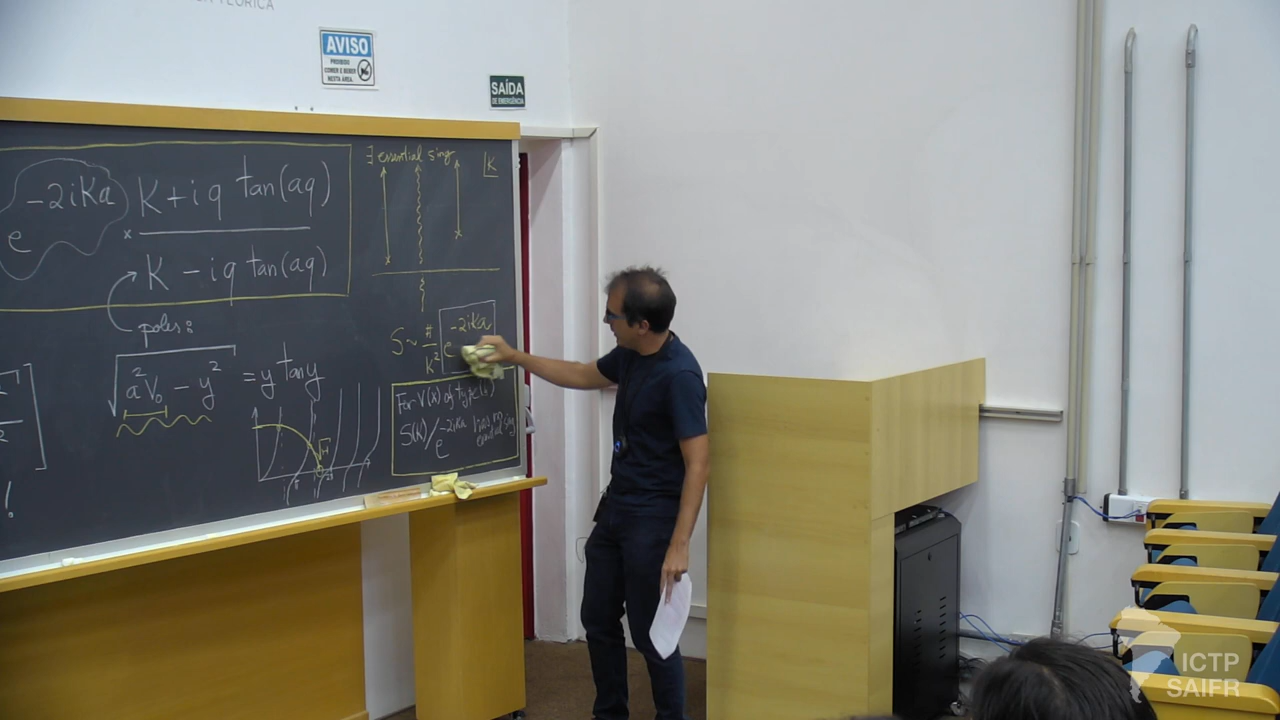 TEÓRICA
AVISO
PROIBIDO
COMER E BEBER
NESTA ÁREA.
SAÍDA
DE EMERGÊNCIA
e^{-2iKa} × (K + iq tan(aq)) / (K - iq tan(aq))
poles:
√(a²V₀ - y²) = y tan y
∃ essential sing
K
S ~ #/K² e^{-2iKa}
For V(x) of type (i)
S(K)/e^{-2iKa} has no
essential sing
!
ICTP
SAIFR